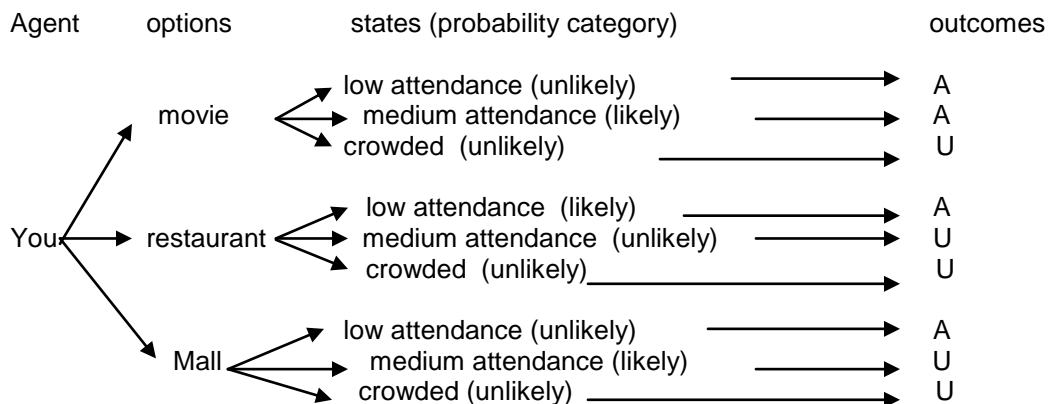 Agent options states (probability category) outcomes
low attendance (unlikely) A
movie medium attendance (likely) A
crowded (unlikely) U
low attendance (likely) A
You restaurant medium attendance (unlikely) U
crowded (unlikely) U
low attendance (unlikely) A
Mall medium attendance (likely) U
crowded (unlikely) U